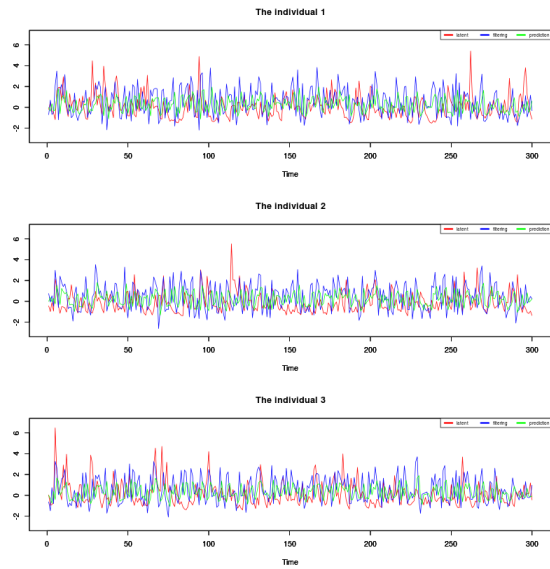 The individual 1
latent filtering prediction
6
4
2
0
-2
0 50 100 150 200 250 300
Time
The individual 2
latent filtering prediction
6
4
2
0
-2
0 50 100 150 200 250 300
Time
The individual 3
latent filtering prediction
6
4
2
0
-2
0 50 100 150 200 250 300
Time